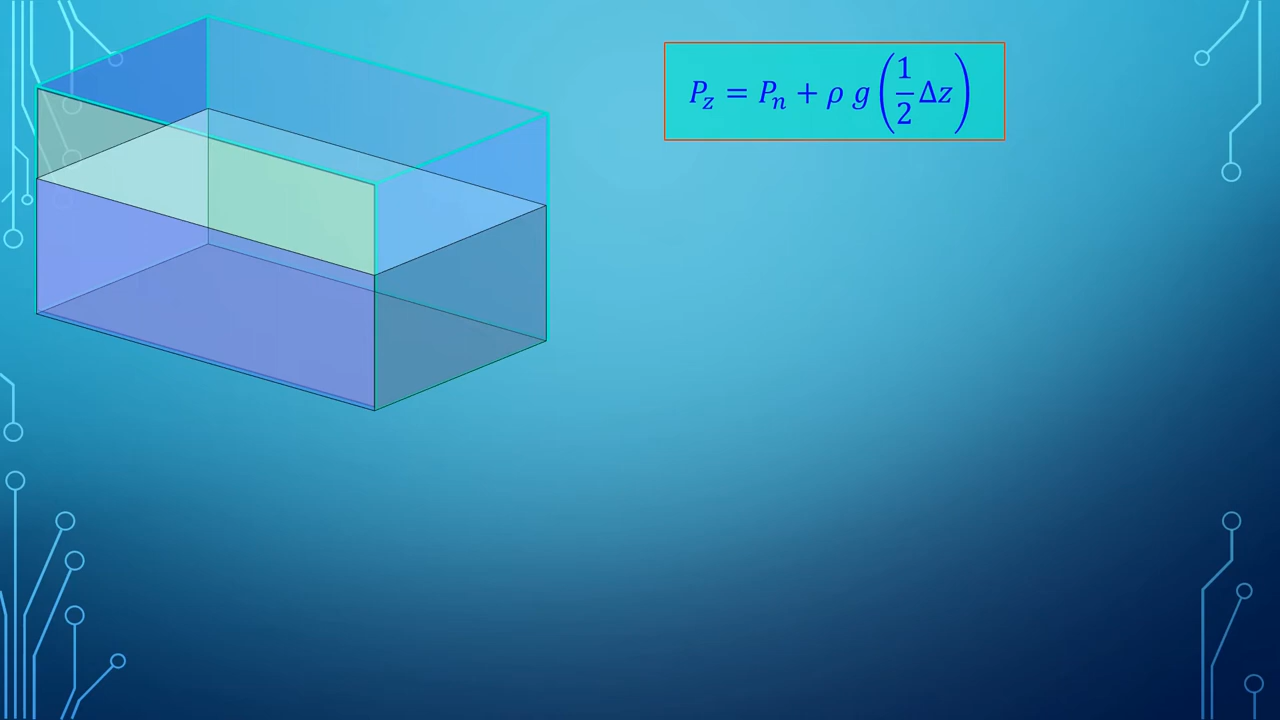 P_z = P_n + ρ g (1/2 Δz)